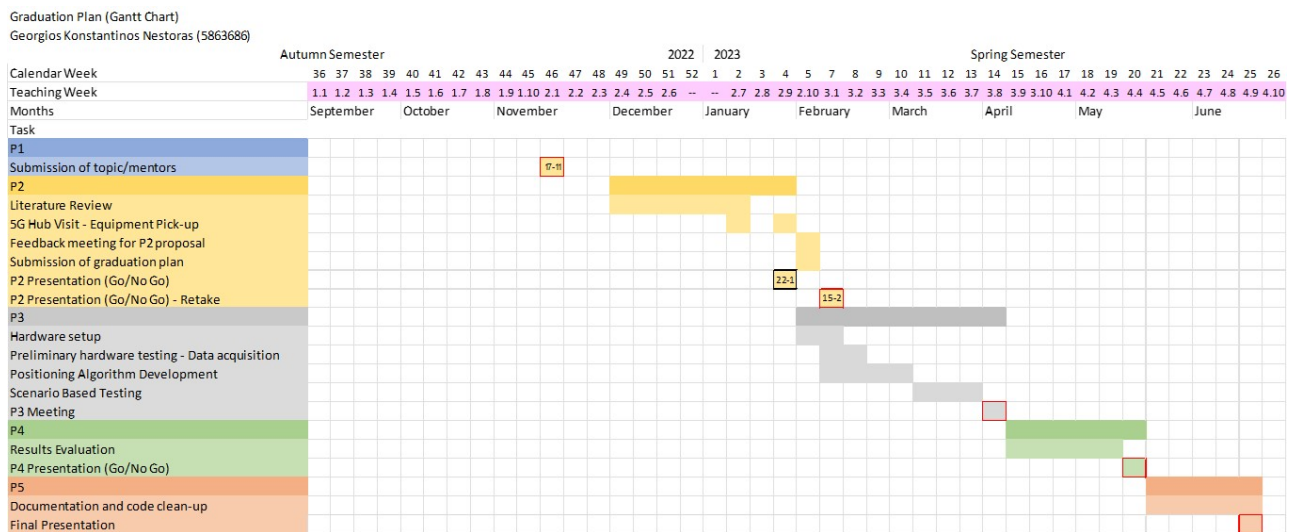 Graduation Plan (Gantt Chart)
Georgios Konstantinos Nestoras (5863686)
Autumn Semester 2022 2023 Spring Semester
Calendar Week 36 37 38 39 40 41 42 43 44 45 46 47 48 49 50 51 52 1 2 3 4 5 7 8 9 10 11 12 13 14 15 16 17 18 19 20 21 22 23 24 25 26
Teaching Week 1.1 1.2 1.3 1.4 1.5 1.6 1.7 1.8 1.9 1.10 2.1 2.2 2.3 2.4 2.5 2.6 -- -- 2.7 2.8 2.9 2.10 3.1 3.2 3.3 3.4 3.5 3.6 3.7 3.8 3.9 3.10 4.1 4.2 4.3 4.4 4.5 4.6 4.7 4.8 4.9 4.10
Months September October November December January February March April May June
Task
P1
Submission of topic/mentors 17-11
P2
Literature Review
5G Hub Visit - Equipment Pick-up
Feedback meeting for P2 proposal
Submission of graduation plan
P2 Presentation (Go/No Go) 22-1
P2 Presentation (Go/No Go) - Retake 15-2
P3
Hardware setup
Preliminary hardware testing - Data acquisition
Positioning Algorithm Development
Scenario Based Testing
P3 Meeting
P4
Results Evaluation
P4 Presentation (Go/No Go)
P5
Documentation and code clean-up
Final Presentation